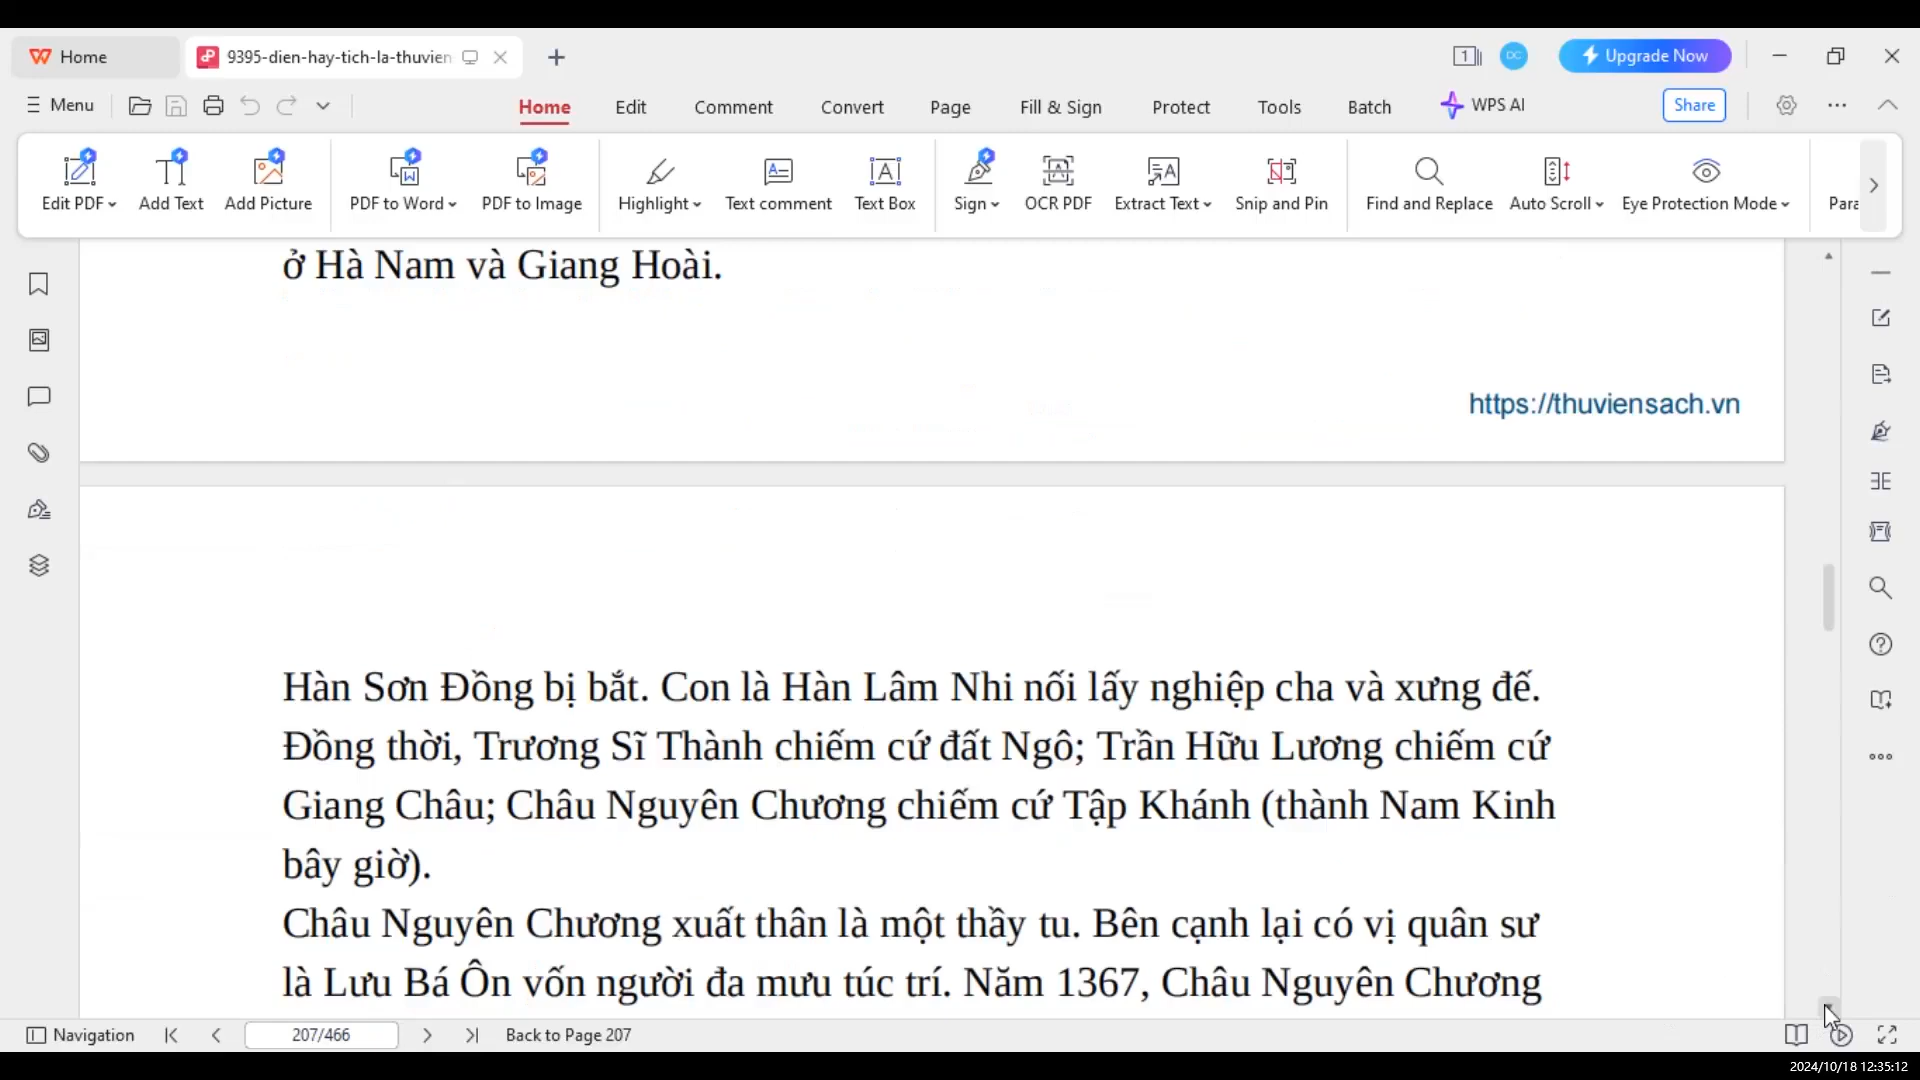 Home
9395-dien-hay-tich-la-thuvien
1
DC
Upgrade Now
Menu
Home
Edit
Comment
Convert
Page
Fill & Sign
Protect
Tools
Batch
WPS AI
Share
Edit PDF
Add Text
Add Picture
PDF to Word
PDF to Image
Highlight
Text comment
Text Box
Sign
OCR PDF
Extract Text
Snip and Pin
Find and Replace
Auto Scroll
Eye Protection Mode
Para
ở Hà Nam và Giang Hoài.
https://thuviensach.vn
Hàn Sơn Đồng bị bắt. Con là Hàn Lâm Nhi nối lấy nghiệp cha và xưng đế.
Đồng thời, Trương Sĩ Thành chiếm cứ đất Ngô; Trần Hữu Lương chiếm cứ
Giang Châu; Châu Nguyên Chương chiếm cứ Tập Khánh (thành Nam Kinh
bây giờ).
Châu Nguyên Chương xuất thân là một thầy tu. Bên cạnh lại có vị quân sư
là Lưu Bá Ôn vốn người đa mưu túc trí. Năm 1367, Châu Nguyên Chương
Navigation
207/466
Back to Page 207
2024/10/18 12:35:12